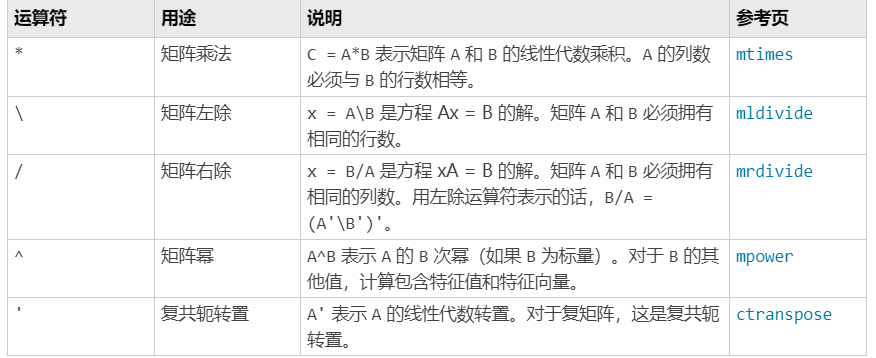 运算符 用途 说明 参考页
* 矩阵乘法 C = A*B 表示矩阵 A 和 B 的线性代数乘积。A 的列数 mtimes
必须与 B 的行数相等。
\ 矩阵左除 x = A\B 是方程 Ax = B 的解。矩阵 A 和 B 必须拥有 mldivide
相同的行数。
/ 矩阵右除 x = B/A 是方程 xA = B 的解。矩阵 A 和 B 必须拥有 mrdivide
相同的列数。用左除运算符表示的话，B/A =
(A'\B')'。
^ 矩阵幂 A^B 表示 A 的 B 次幂（如果 B 为标量）。对于 B 的其 mpower
他值，计算包含特征值和特征向量。
' 复共轭转置 A' 表示 A 的线性代数转置。对于复矩阵，这是复共轭 ctranspose
转置。